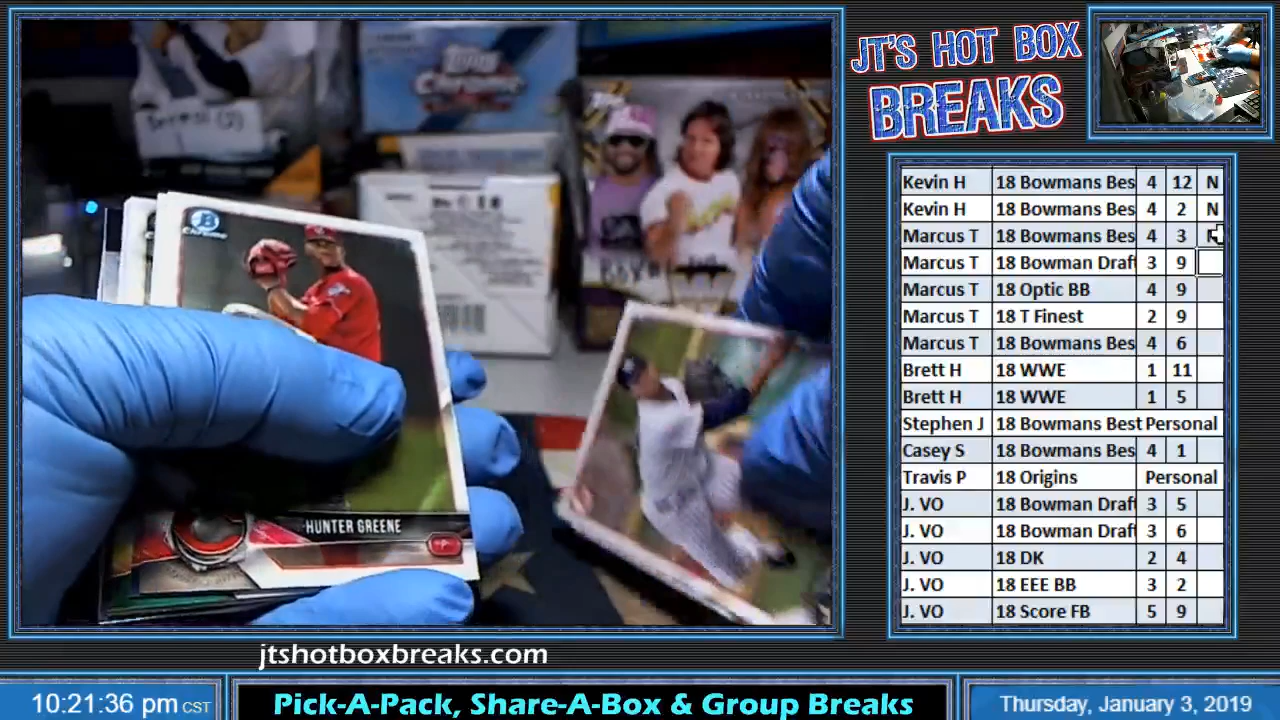 JT'S HOT BOX
BREAKS
Topps
Chrome
Chrome
HUNTER GREENE
Kevin H 18 Bowmans Bes 4 12 N
Kevin H 18 Bowmans Bes 4 2 N
Marcus T 18 Bowmans Bes 4 3
Marcus T 18 Bowman Draft 3 9
Marcus T 18 Optic BB 4 9
Marcus T 18 T Finest 2 9
Marcus T 18 Bowmans Bes 4 6
Brett H 18 WWE 1 11
Brett H 18 WWE 1 5
Stephen J 18 Bowmans Best Personal
Casey S 18 Bowmans Bes 4 1
Travis P 18 Origins Personal
J. VO 18 Bowman Draft 3 5
J. VO 18 Bowman Draft 3 6
J. VO 18 DK 2 4
J. VO 18 EEE BB 3 2
J. VO 18 Score FB 5 9
jtshotboxbreaks.com
10:21:36 pm CST
Pick-A-Pack, Share-A-Box & Group Breaks
Thursday, January 3, 2019